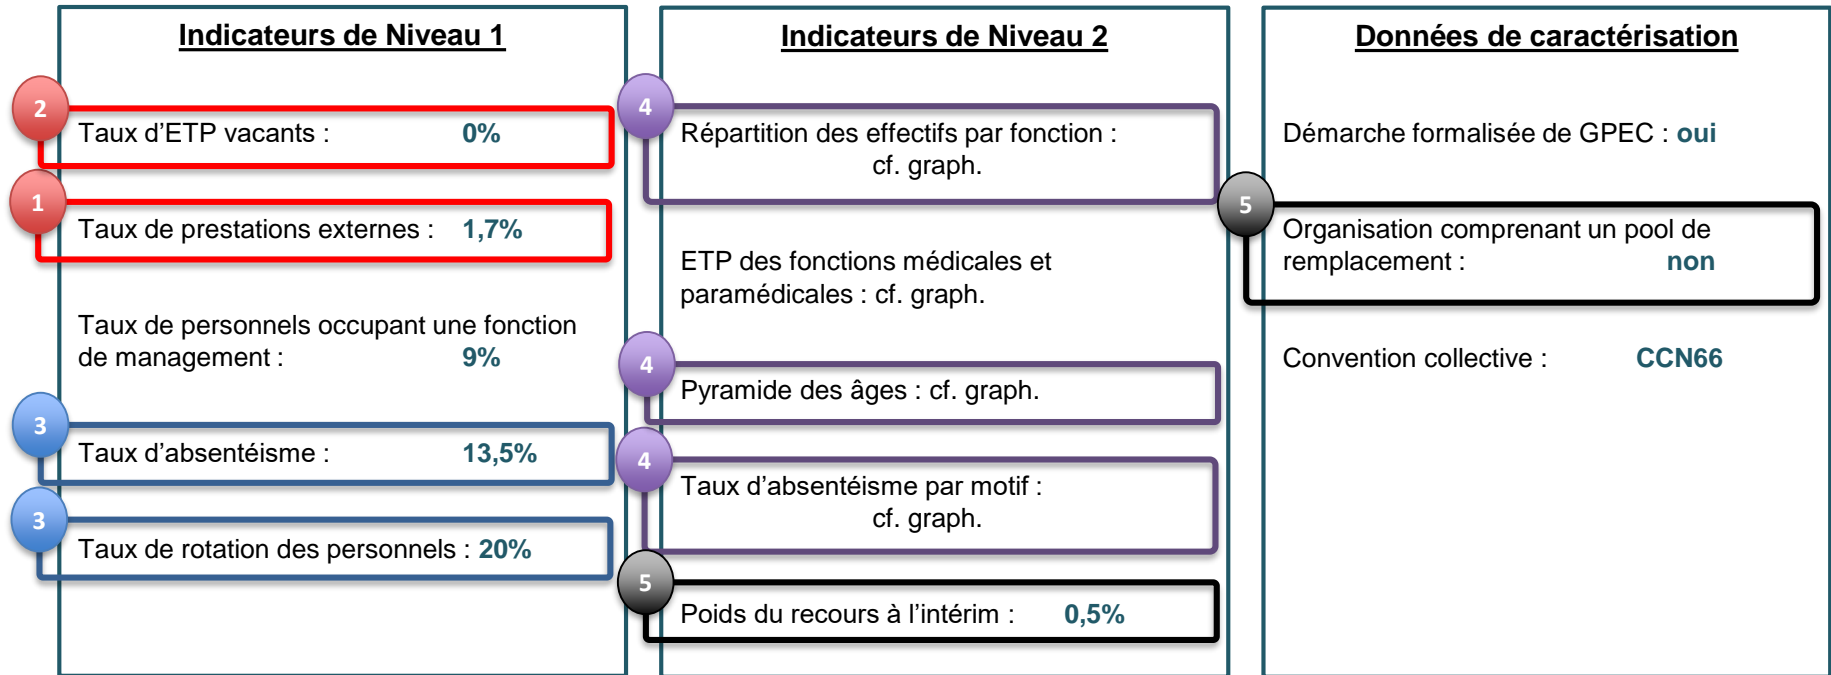 Indicateurs de Niveau 1
2
Taux d’ETP vacants : 0%
1
Taux de prestations externes : 1,7%
Taux de personnels occupant une fonction
de management : 9%
3
Taux d’absentéisme : 13,5%
3
Taux de rotation des personnels : 20%
Indicateurs de Niveau 2
4
Répartition des effectifs par fonction :
cf. graph.
ETP des fonctions médicales et
paramédicales : cf. graph.
4
Pyramide des âges : cf. graph.
4
Taux d’absentéisme par motif :
cf. graph.
5
Poids du recours à l’intérim : 0,5%
Données de caractérisation
Démarche formalisée de GPEC : oui
5
Organisation comprenant un pool de
remplacement : non
Convention collective : CCN66